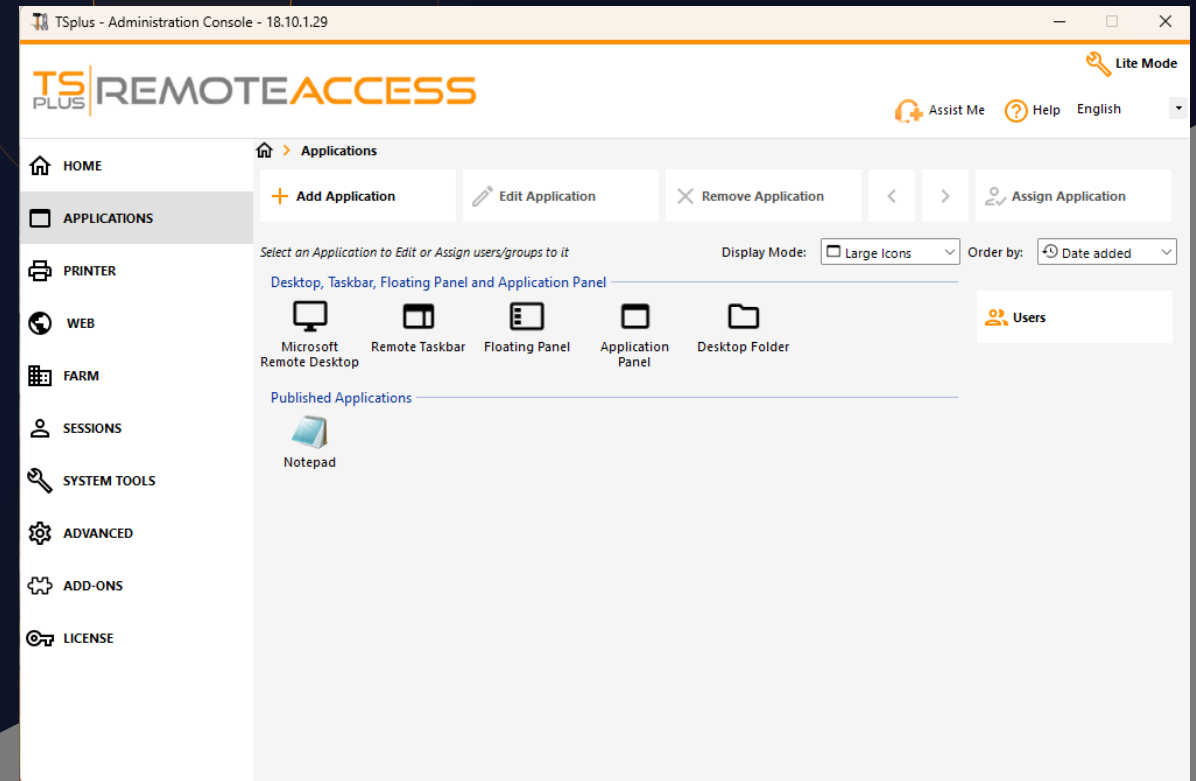 TSplus - Administration Console - 18.10.1.29
Lite Mode
TS PLUS REMOTEACCESS
Assist Me
Help
English
HOME
APPLICATIONS
PRINTER
WEB
FARM
SESSIONS
SYSTEM TOOLS
ADVANCED
ADD-ONS
LICENSE
Applications
Add Application
Edit Application
Remove Application
Assign Application
Select an Application to Edit or Assign users/groups to it
Display Mode:
Large Icons
Order by:
Date added
Desktop, Taskbar, Floating Panel and Application Panel
Microsoft
Remote Desktop
Remote Taskbar
Floating Panel
Application
Panel
Desktop Folder
Users
Published Applications
Notepad